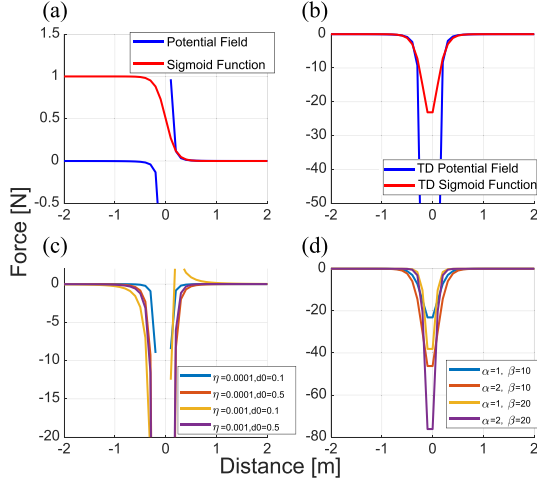 (a)
1.5
1
0.5
0
-0.5
-2 -1 0 1 2
Potential Field
Sigmoid Function
(b)
0
-10
-20
-30
-40
-50
-2 -1 0 1 2
TD Potential Field
TD Sigmoid Function
Force [N]
(c)
0
-5
-10
-15
-20
-2 -1 0 1 2
η=0.0001,d0=0.1
η=0.0001,d0=0.5
η=0.001,d0=0.1
η=0.001,d0=0.5
(d)
0
-20
-40
-60
-80
-2 -1 0 1 2
α=1, β=10
α=2, β=10
α=1, β=20
α=2, β=20
Distance [m]